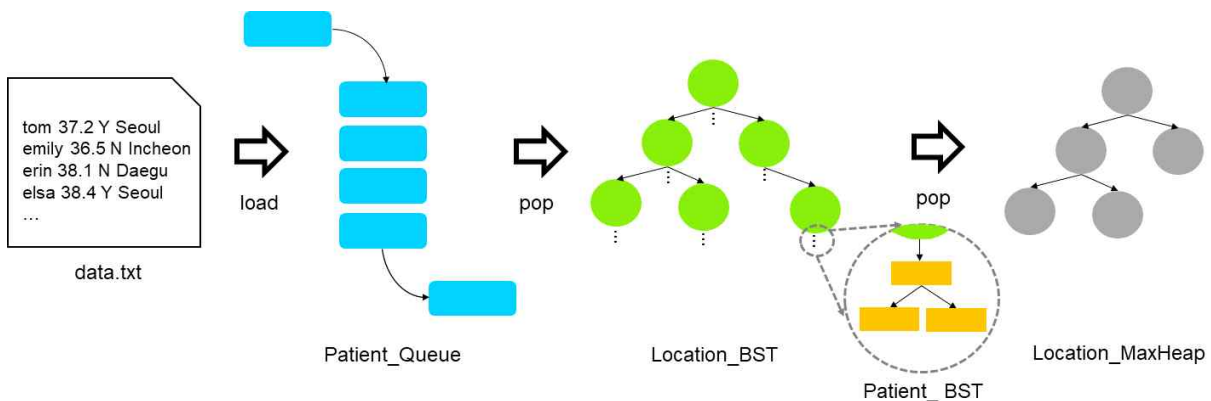 tom 37.2 Y Seoul
emily 36.5 N Incheon
erin 38.1 N Daegu
elsa 38.4 Y Seoul
...
data.txt
load
Patient_Queue
pop
Location_BST
Patient_ BST
pop
Location_MaxHeap